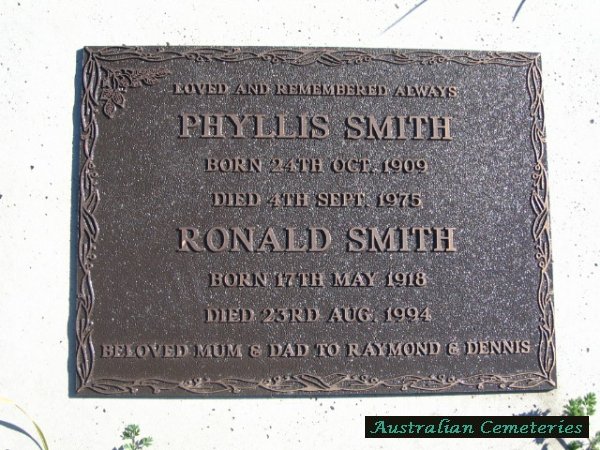 LOVED AND REMEMBERED ALWAYS
PHYLLIS SMITH
BORN 24TH OCT. 1909
DIED 4TH SEPT. 1975
RONALD SMITH
BORN 17TH MAY 1918
DIED 23RD AUG. 1994
BELOVED MUM & DAD TO RAYMOND & DENNIS
Australian Cemeteries